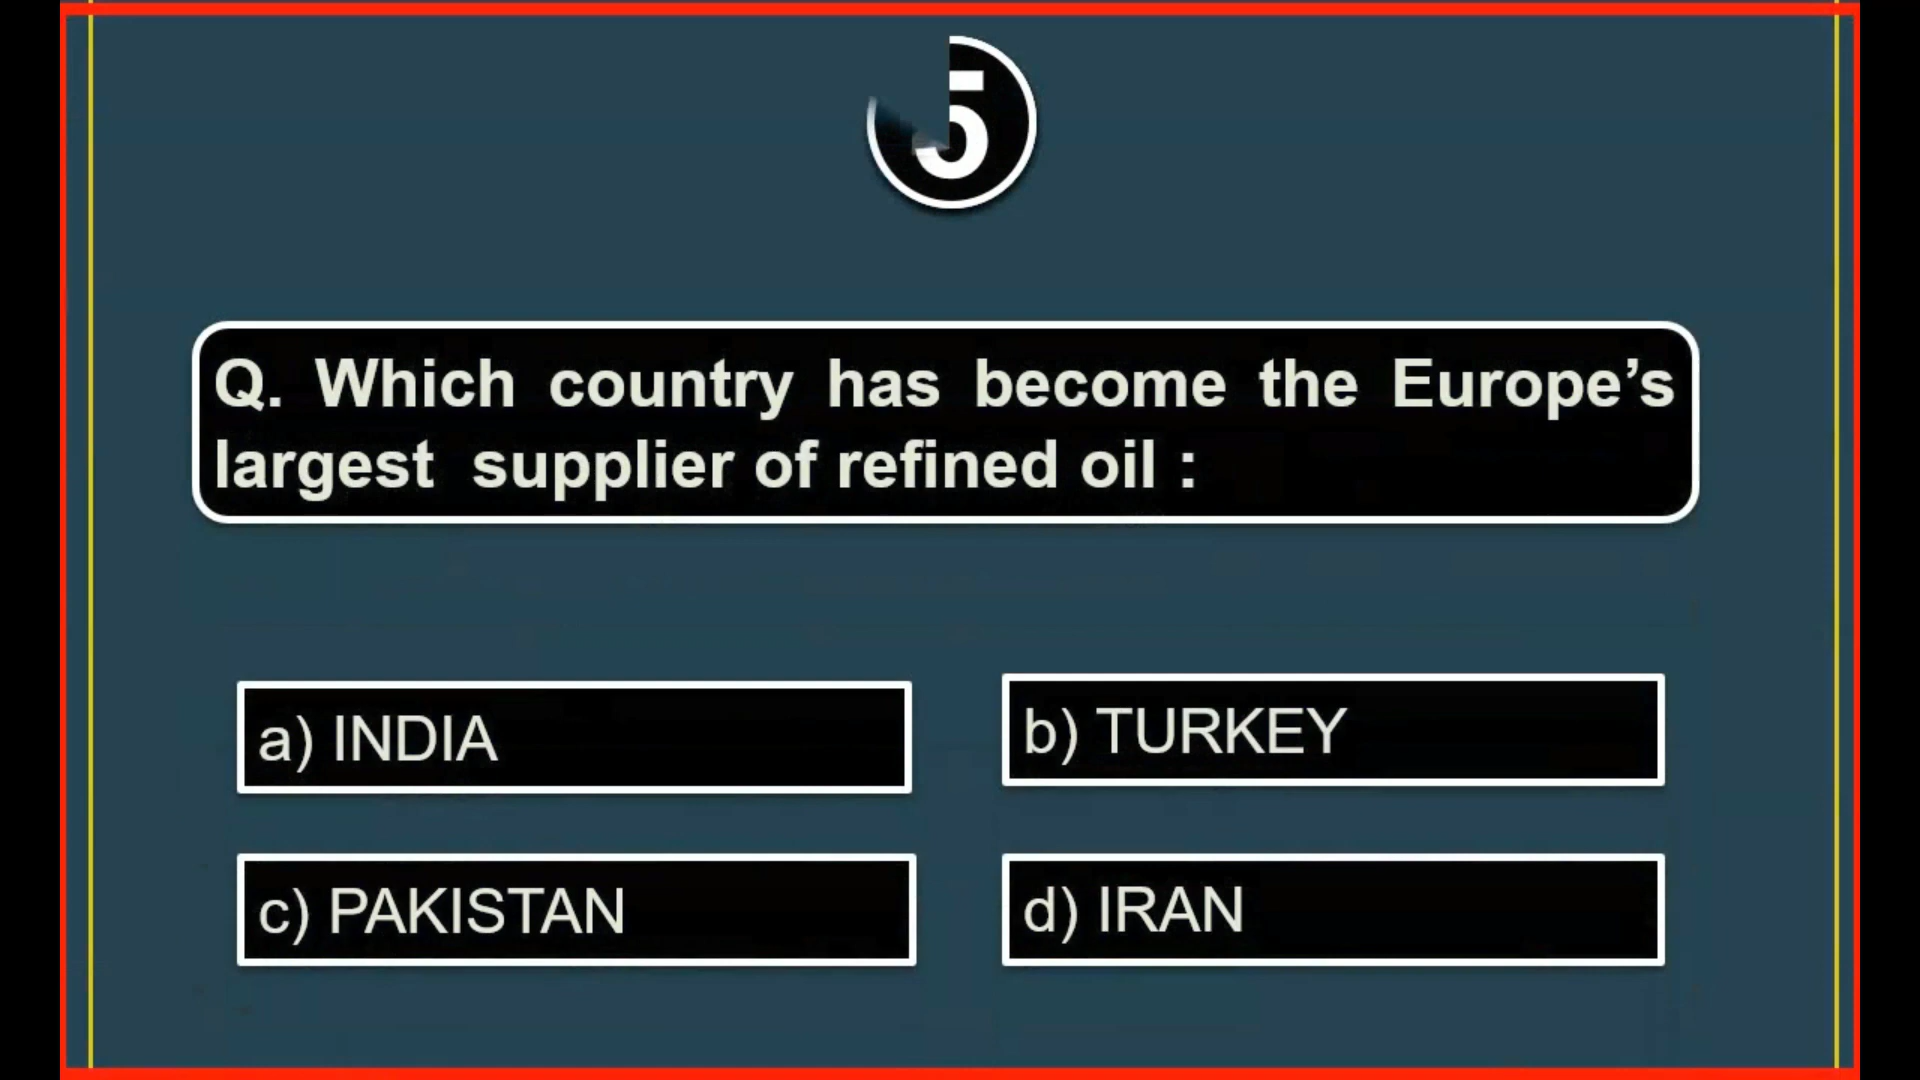 5
Q. Which country has become the Europe’s
largest supplier of refined oil :
a) INDIA
b) TURKEY
c) PAKISTAN
d) IRAN